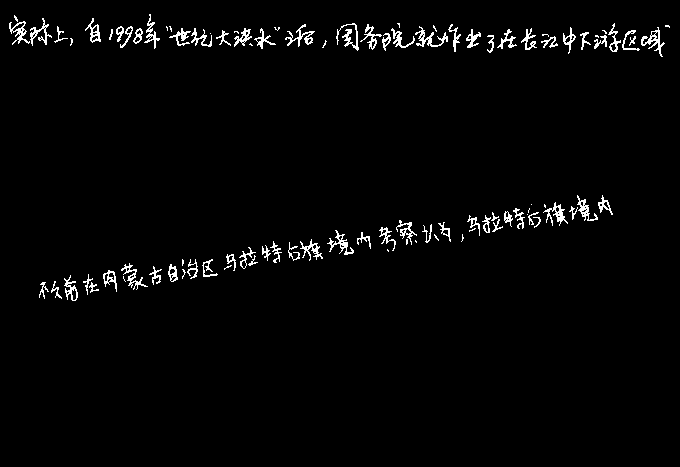 实际上,自1998年“世纪大洪水”之后,国务院就作出了在长江中下游区域“
不久前在内蒙古自治区乌拉特后旗境内考察认为,乌拉特后旗境内